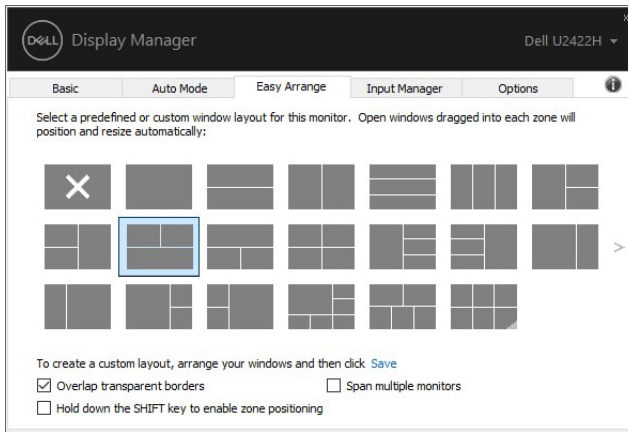 DELL Display Manager
Dell U2422H
Basic
Auto Mode
Easy Arrange
Input Manager
Options
Select a predefined or custom window layout for this monitor. Open windows dragged into each zone will
position and resize automatically:
To create a custom layout, arrange your windows and then click Save
Overlap transparent borders
Span multiple monitors
Hold down the SHIFT key to enable zone positioning